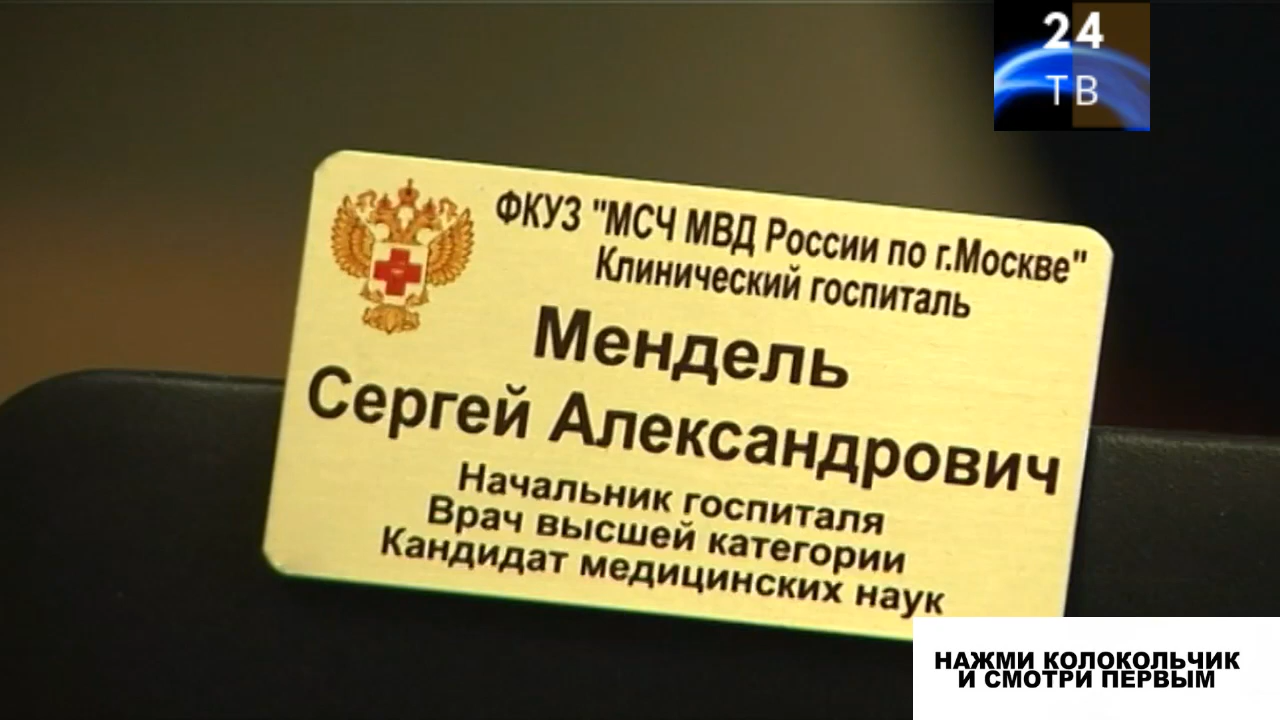 24
ТВ
ФКУЗ "МСЧ МВД России по г.Москве"
Клинический госпиталь
Мендель
Сергей Александрович
Начальник госпиталя
Врач высшей категории
Кандидат медицинских наук
НАЖМИ КОЛОКОЛЬЧИК
И СМОТРИ ПЕРВЫМ